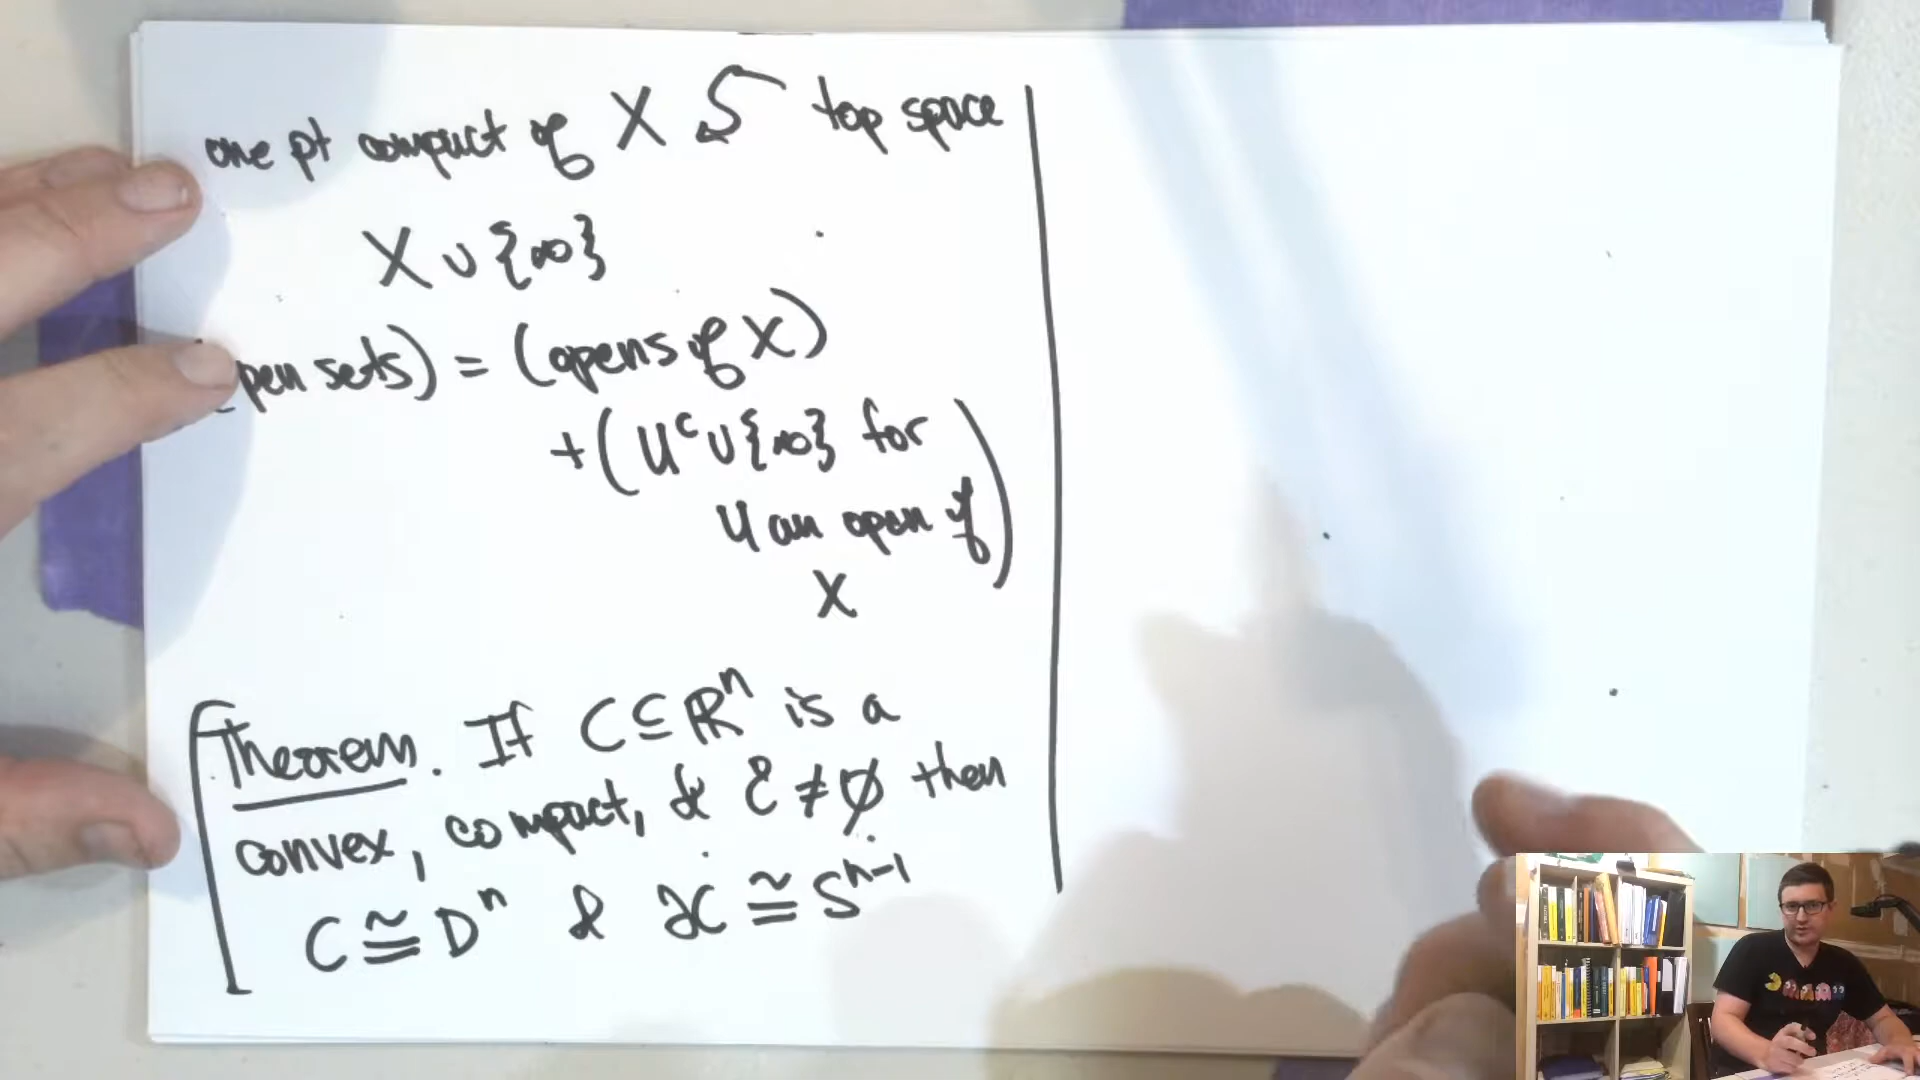 one pt compact of X top space
X ∪ {∞}
pen sets) = (opens of X)
+ (Uᶜ ∪ {∞} for
U an open of)
X
Theorem. If C ⊆ ℝⁿ is a
convex, compact, & C̊ ≠ ∅ then
C ≅ Dⁿ & ∂C ≅ Sⁿ⁻¹